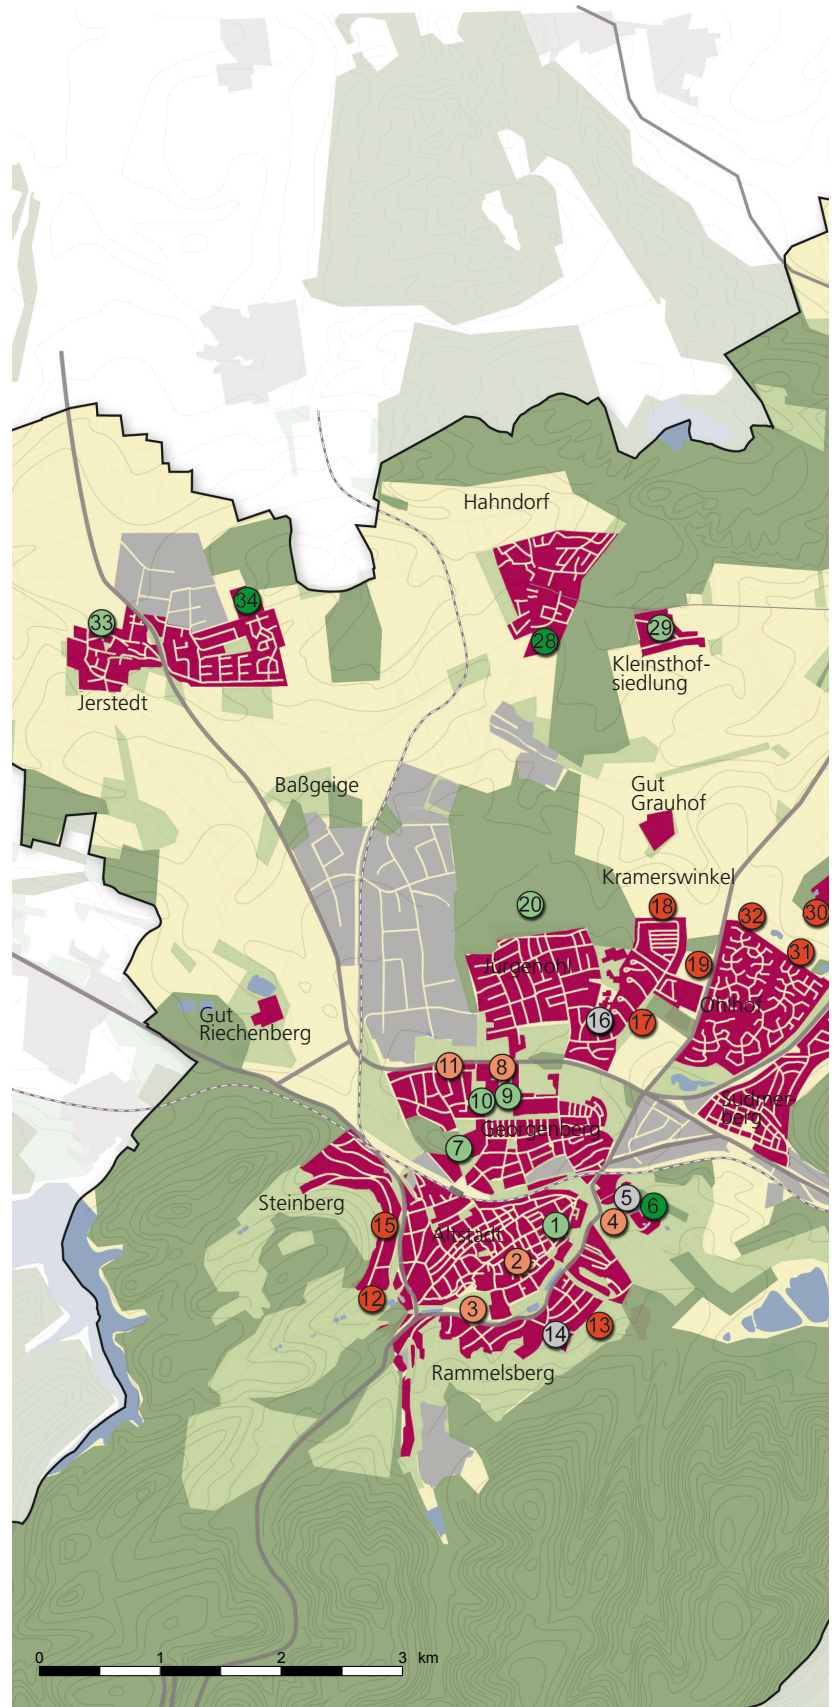 Hahndorf
34
33
28
29
Kleinsthof-
siedlung
Jerstedt
Baßgeige
Gut
Grauhof
Kramerswinkel
20
18
32
30
31
19
Jürgenohl
Ohlhof
Gut
Riechenberg
16
17
11
8
10
9
Sudmer-
berg
Georgenberg
7
Steinberg
5
6
4
15
Altstadt
1
2
12
3
14
13
Rammelsberg
0 1 2 3 km